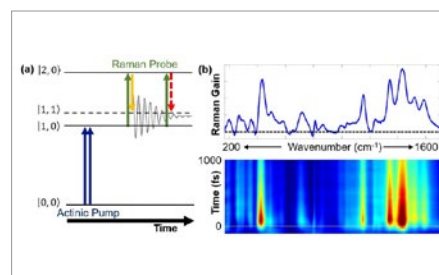 Raman Probe
(a)
|2,0⟩
|1,1⟩
|1,0⟩
|0,0⟩
Actinic Pump
Time
(b)
Raman Gain
200
Wavenumber (cm⁻¹)
1600
1000
Time (fs)
0